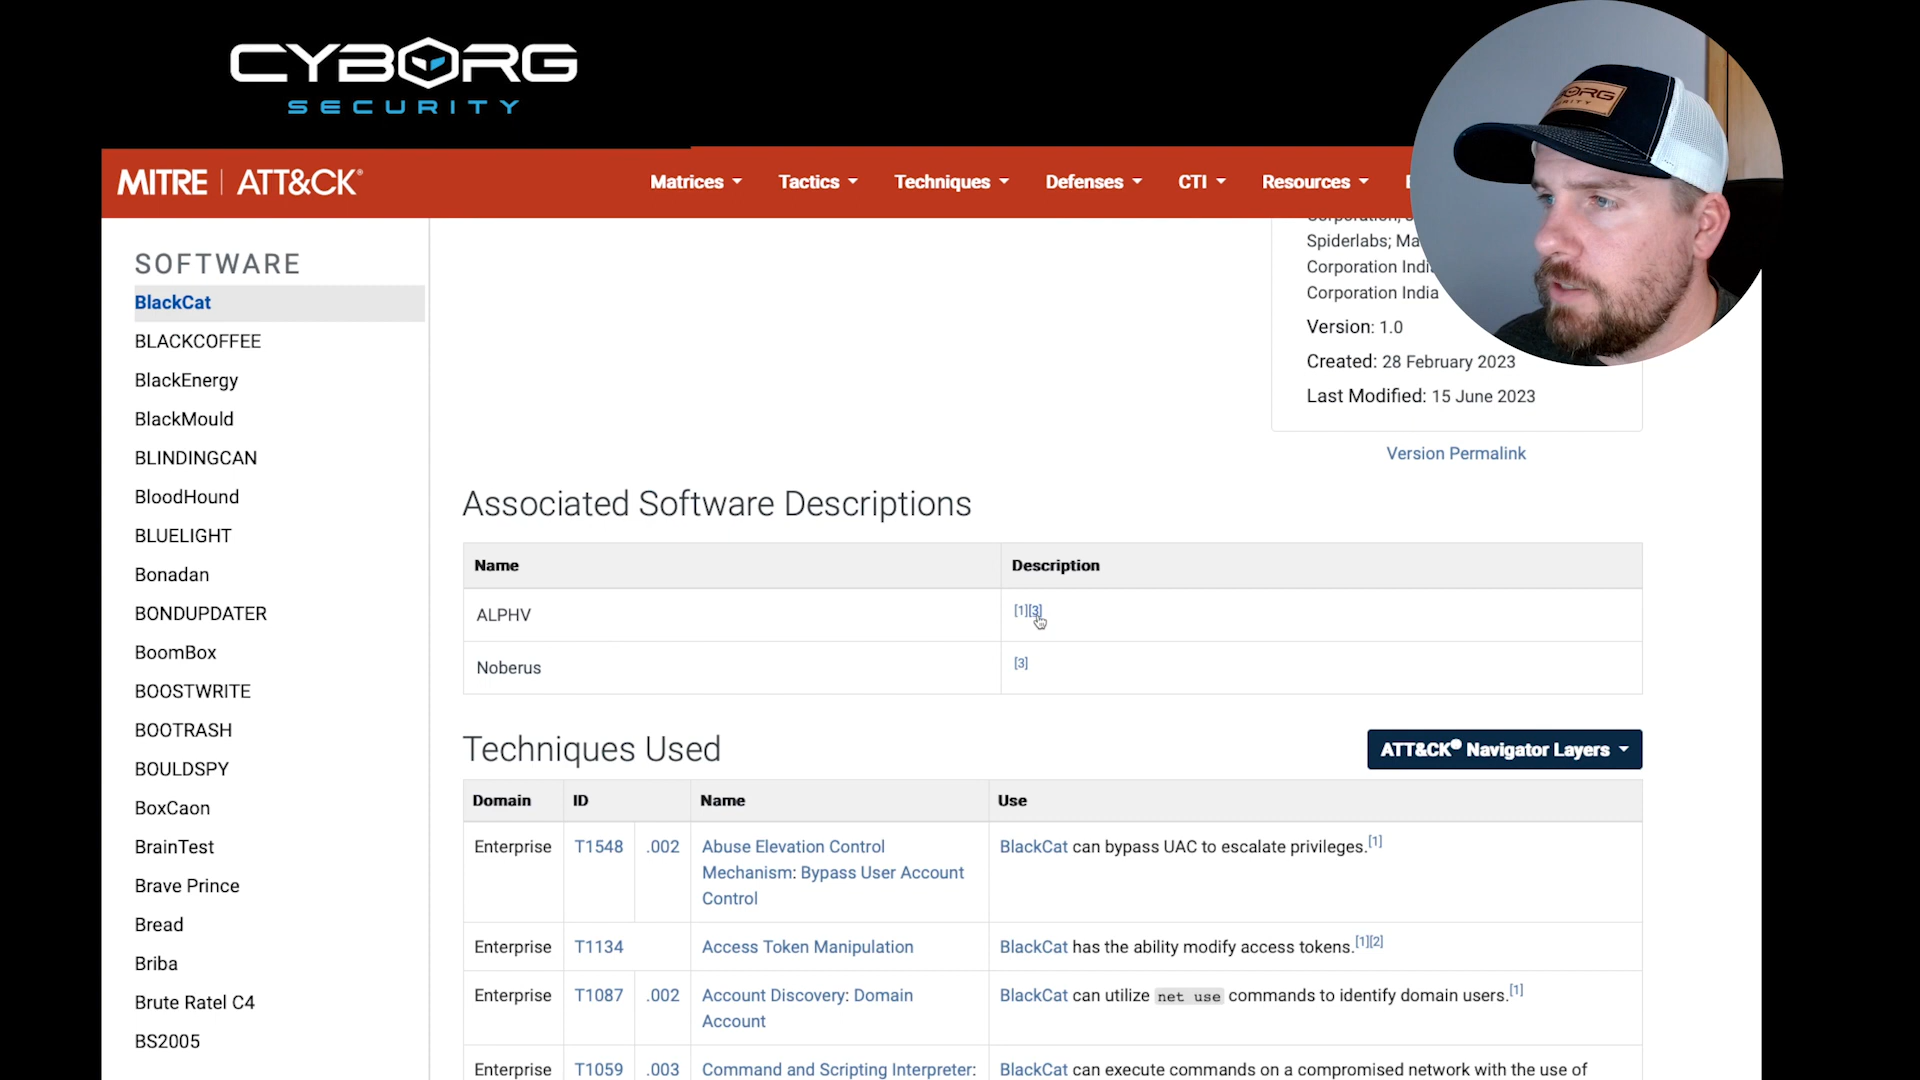 CYBORG
SECURITY
ORG
MITRE | ATT&CK®
Matrices
Tactics
Techniques
Defenses
CTI
Resources
SOFTWARE
BlackCat
BLACKCOFFEE
BlackEnergy
BlackMould
BLINDINGCAN
BloodHound
BLUELIGHT
Bonadan
BONDUPDATER
BoomBox
BOOSTWRITE
BOOTRASH
BOULDSPY
BoxCaon
BrainTest
Brave Prince
Bread
Briba
Brute Ratel C4
BS2005
Spiderlabs; Ma
Corporation Indi
Corporation India
Version: 1.0
Created: 28 February 2023
Last Modified: 15 June 2023
Version Permalink
Associated Software Descriptions
Name Description
ALPHV [1][3]
Noberus [3]
Techniques Used
ATT&CK® Navigator Layers
Domain ID Name Use
Enterprise T1548 .002 Abuse Elevation Control
Mechanism: Bypass User Account
Control
BlackCat can bypass UAC to escalate privileges.[1]
Enterprise T1134 Access Token Manipulation BlackCat has the ability modify access tokens.[1][2]
Enterprise T1087 .002 Account Discovery: Domain
Account
BlackCat can utilize net use commands to identify domain users.[1]
Enterprise T1059 .003 Command and Scripting Interpreter:
BlackCat can execute commands on a compromised network with the use of